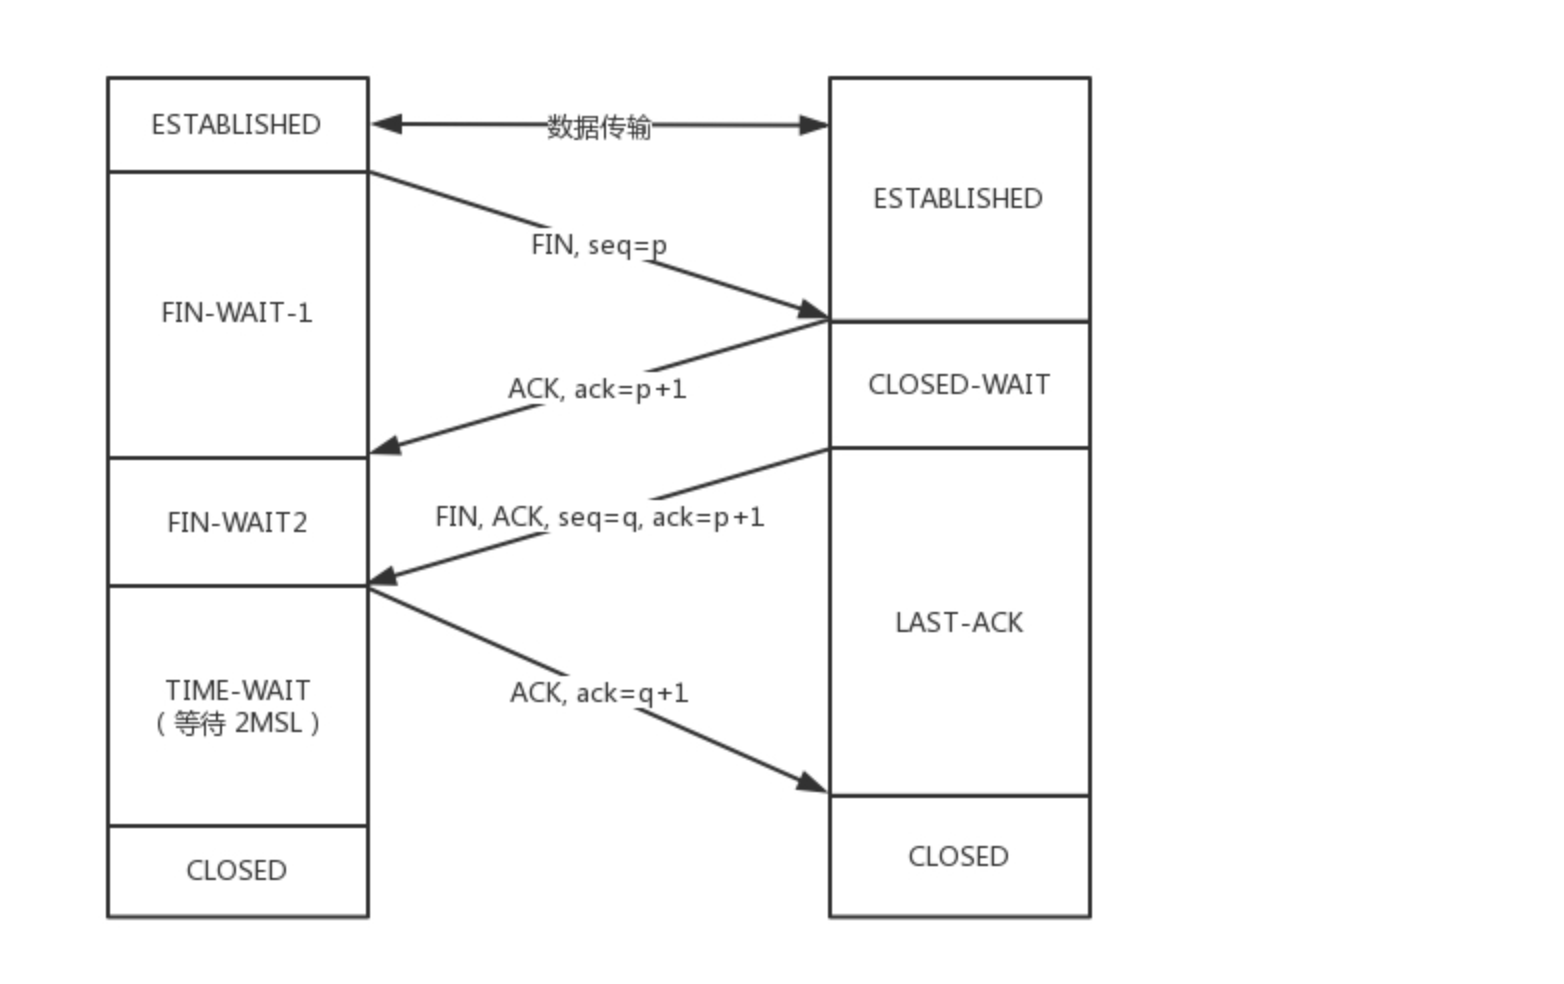 ESTABLISHED
数据传输
ESTABLISHED
FIN, seq=p
FIN-WAIT-1
ACK, ack=p+1
CLOSED-WAIT
FIN-WAIT2
FIN, ACK, seq=q, ack=p+1
LAST-ACK
TIME-WAIT
（等待 2MSL）
ACK, ack=q+1
CLOSED
CLOSED